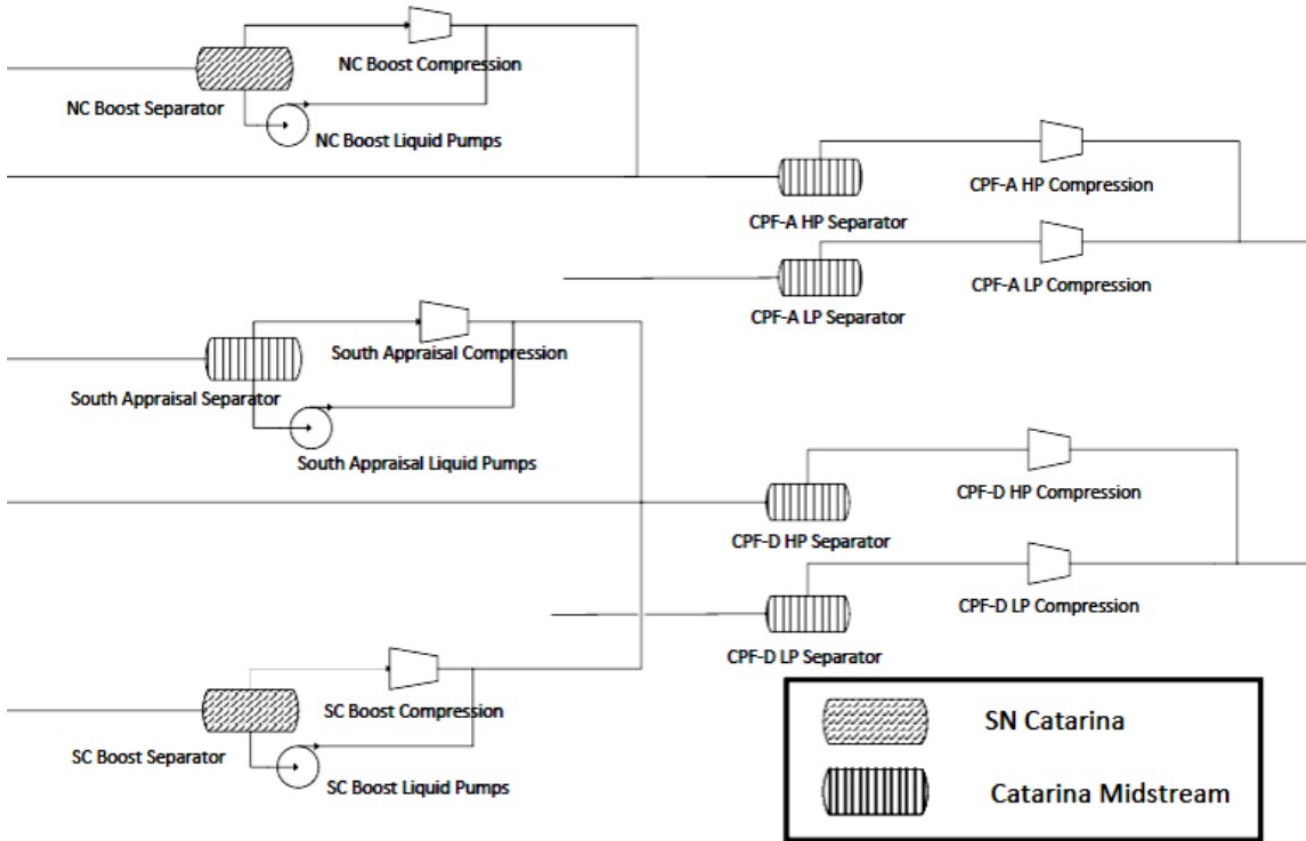 NC Boost Compression
NC Boost Separator
NC Boost Liquid Pumps
CPF-A HP Compression
CPF-A HP Separator
CPF-A LP Compression
CPF-A LP Separator
South Appraisal Compression
South Appraisal Separator
South Appraisal Liquid Pumps
CPF-D HP Compression
CPF-D HP Separator
CPF-D LP Compression
CPF-D LP Separator
SC Boost Compression
SC Boost Separator
SC Boost Liquid Pumps
SN Catarina
Catarina Midstream